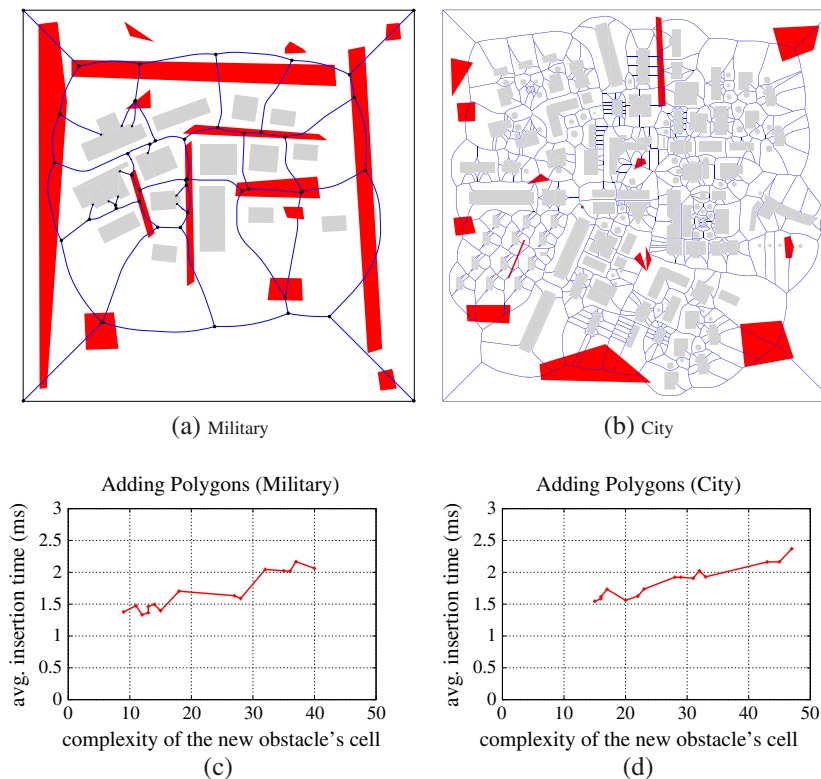 (a) Military
(b) City
Adding Polygons (Military)
avg. insertion time (ms)
3
2.5
2
1.5
1
0.5
0
0 10 20 30 40 50
complexity of the new obstacle's cell
(c)
Adding Polygons (City)
avg. insertion time (ms)
3
2.5
2
1.5
1
0.5
0
0 10 20 30 40 50
complexity of the new obstacle's cell
(d)